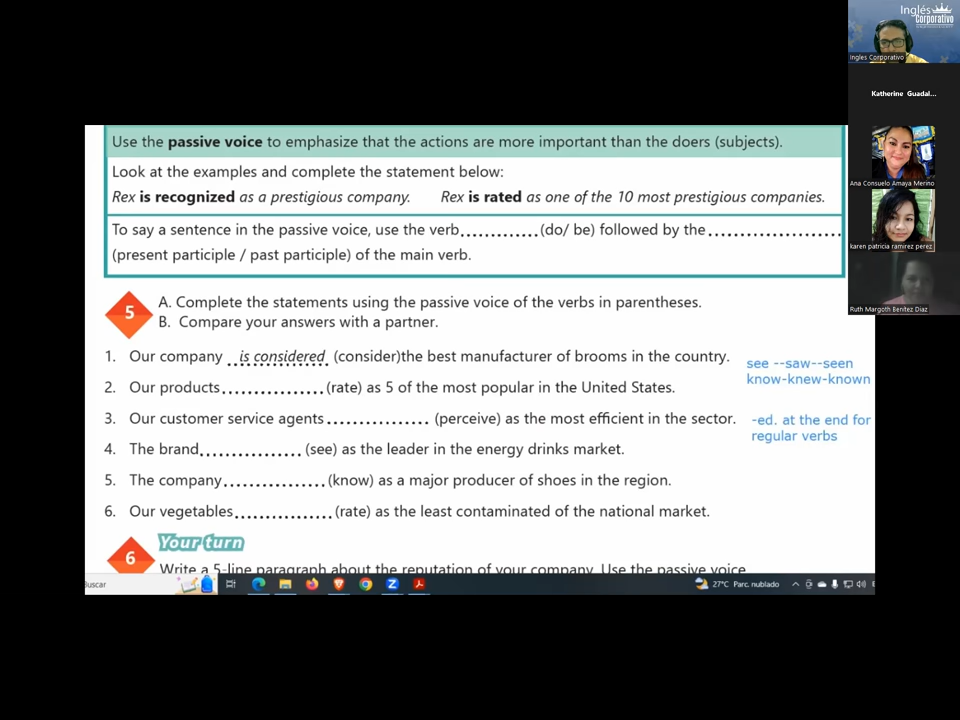 Inglés
Corporativo
Ingles Corporativo
Katherine Guadal...
Ana Consuelo Amaya Merino
karen patricia ramirez perez
Ruth Margoth Benitez Diaz
Use the passive voice to emphasize that the actions are more important than the doers (subjects).
Look at the examples and complete the statement below:
Rex is recognized as a prestigious company. Rex is rated as one of the 10 most prestigious companies.
To say a sentence in the passive voice, use the verb.............(do/ be) followed by the ......................
(present participle / past participle) of the main verb.
5
A. Complete the statements using the passive voice of the verbs in parentheses.
B. Compare your answers with a partner.
1. Our company ..is considered.. (consider)the best manufacturer of brooms in the country.
2. Our products................. (rate) as 5 of the most popular in the United States.
3. Our customer service agents................. (perceive) as the most efficient in the sector.
4. The brand................. (see) as the leader in the energy drinks market.
5. The company................. (know) as a major producer of shoes in the region.
6. Our vegetables................. (rate) as the least contaminated of the national market.
see --saw--seen
know-knew-known
-ed. at the end for
regular verbs
6
Your turn
Write a 5-line paragraph about the reputation of your company. Use the passive voice
Buscar
27°C Parc. nublado